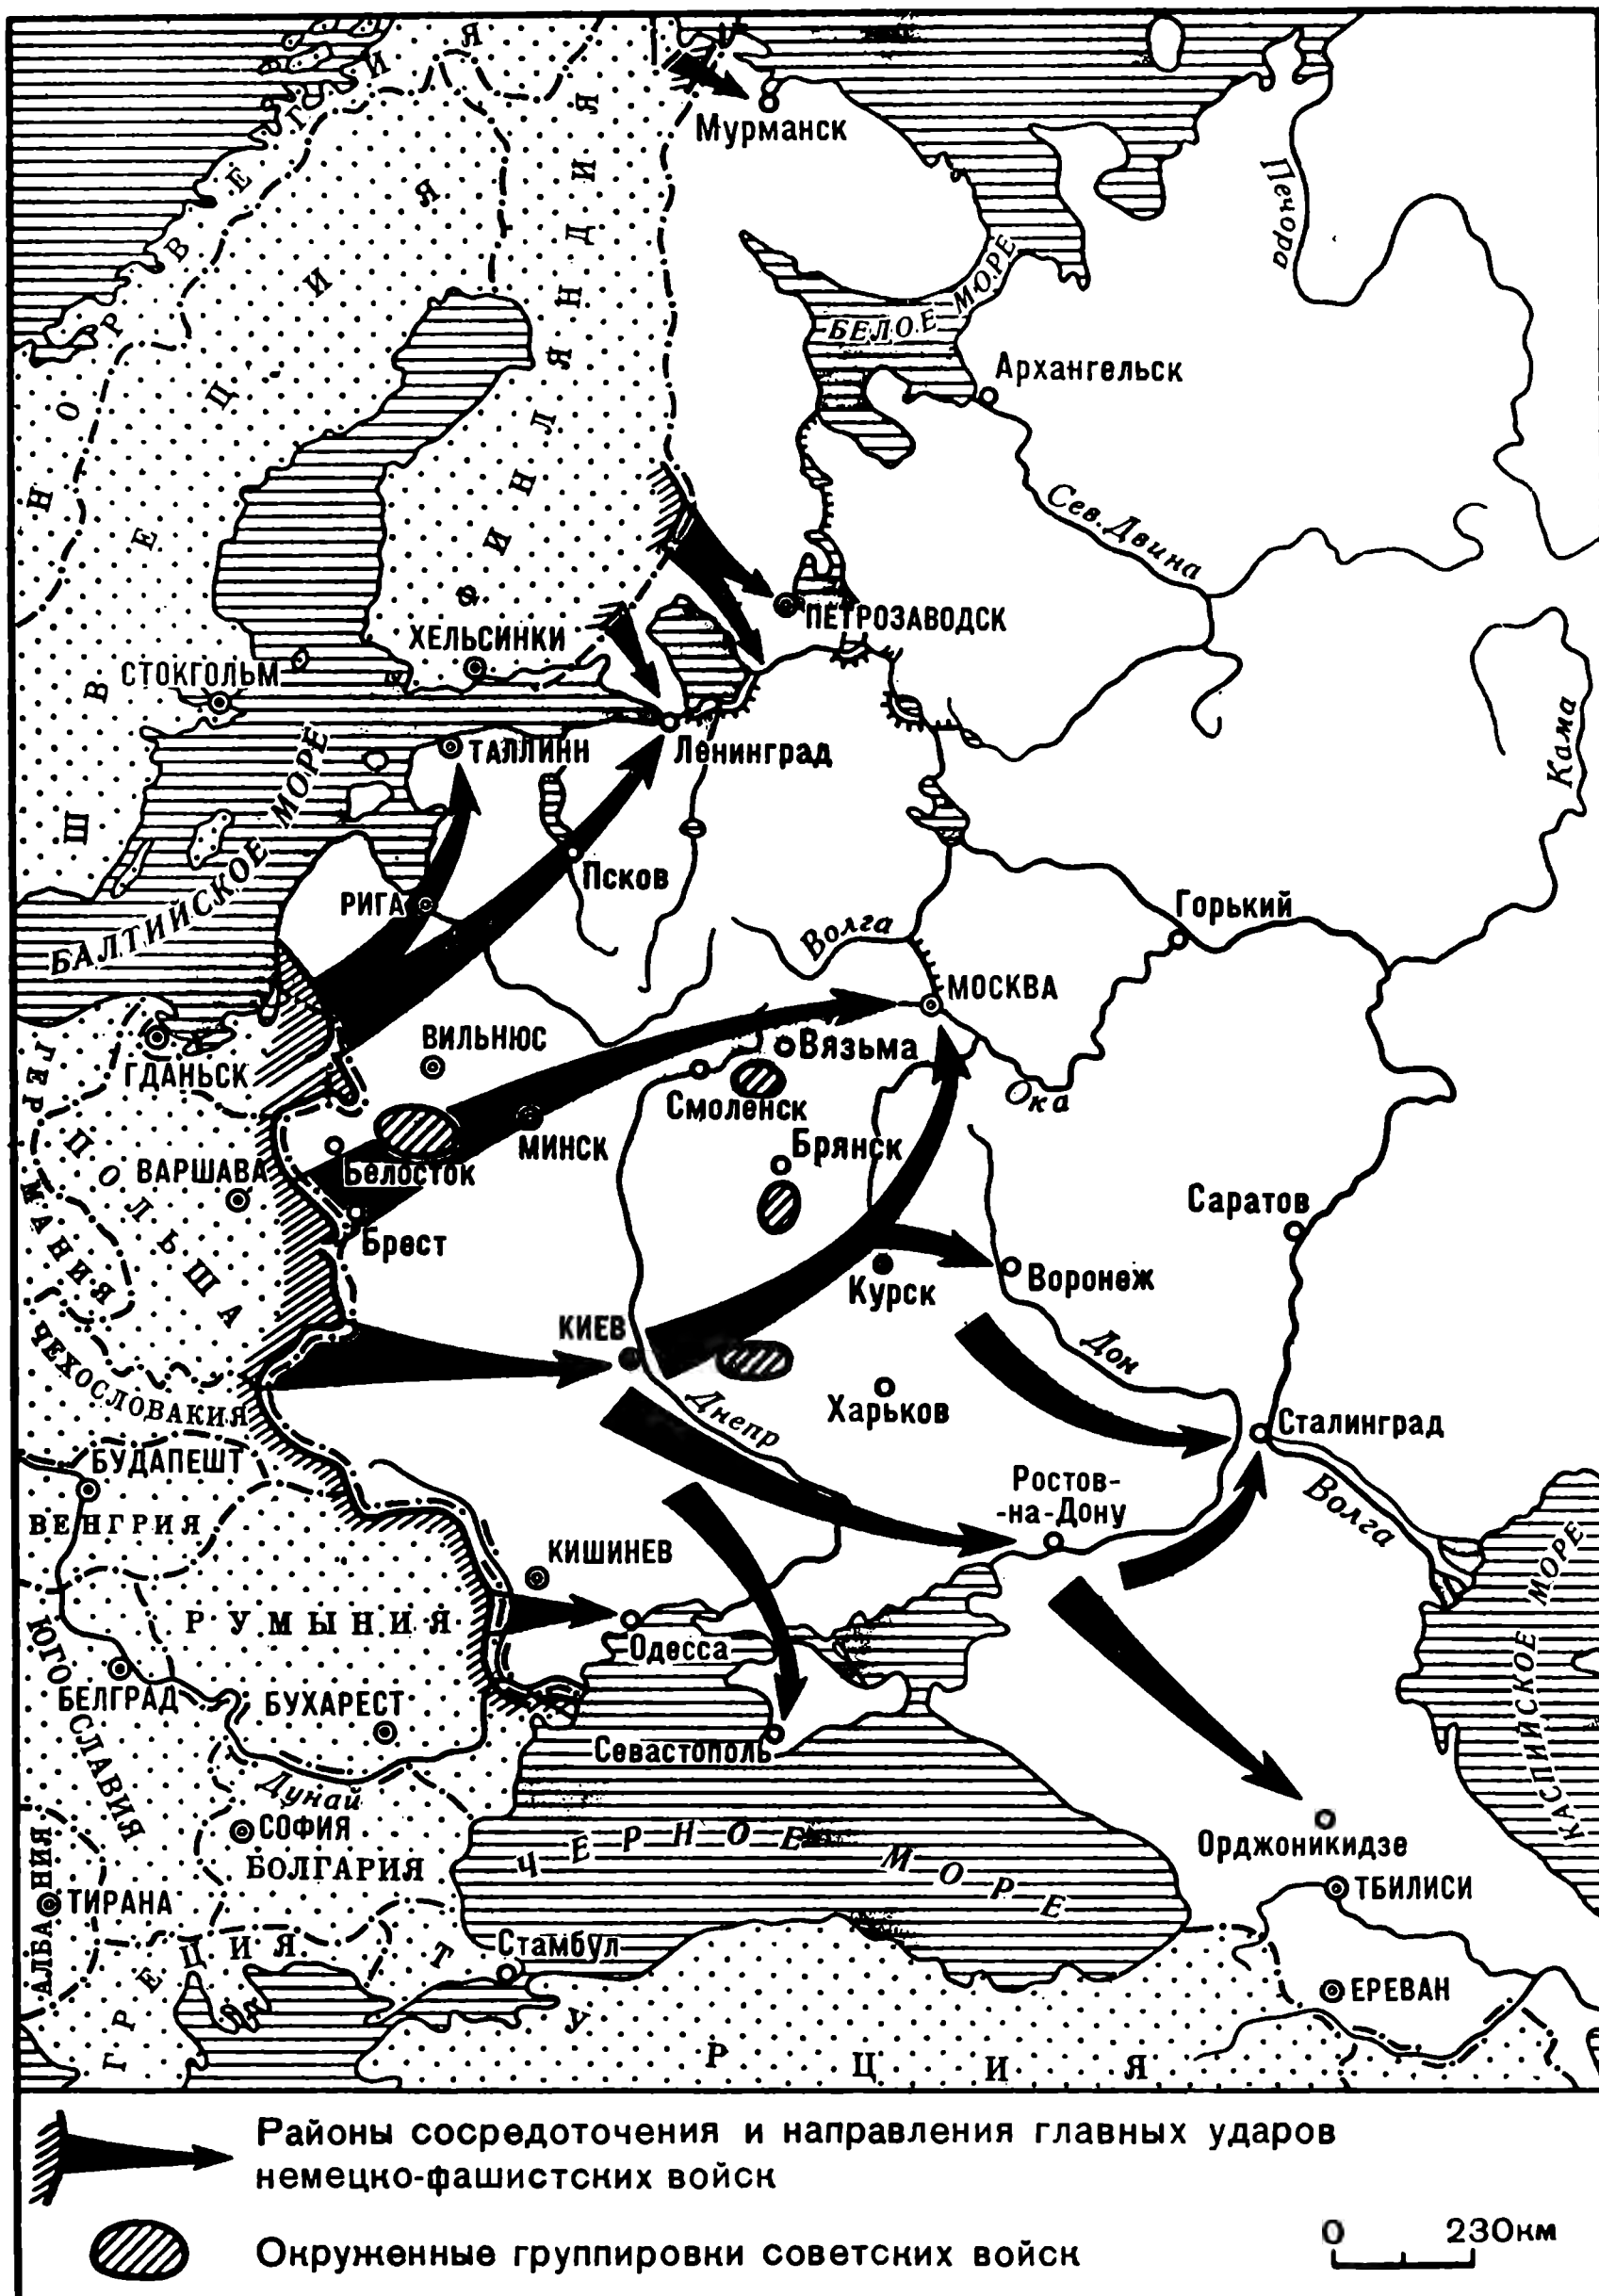 НОРВЕГИЯ
ШВЕЦИЯ
ФИНЛЯНДИЯ
Мурманск
Печора
БЕЛОЕ МОРЕ
Архангельск
Сев. Двина
ПЕТРОЗАВОДСК
ХЕЛЬСИНКИ
СТОКГОЛЬМ
ТАЛЛИНН
Ленинград
Кама
БАЛТИЙСКОЕ МОРЕ
Псков
РИГА
Волга
Горький
МОСКВА
ВИЛЬНЮС
Вязьма
ГДАНЬСК
Смоленск
Ока
ГЕРМАНИЯ
МИНСК
Брянск
ПОЛЬША
ВАРШАВА
Белосток
Саратов
Брест
Курск
Воронеж
КИЕВ
Дон
ЧЕХОСЛОВАКИЯ
Днепр
Харьков
Сталинград
БУДАПЕШТ
Ростов-
-на-Дону
Волга
ВЕНГРИЯ
КИШИНЕВ
КАСПИЙСКОЕ МОРЕ
РУМЫНИЯ
Одесса
ЮГОСЛАВИЯ
БЕЛГРАД
БУХАРЕСТ
Севастополь
Дунай
СОФИЯ
ЧЕРНОЕ МОРЕ
Орджоникидзе
БОЛГАРИЯ
ТБИЛИСИ
АЛБАНИЯ
ТИРАНА
ГРЕЦИЯ
Стамбул
ЕРЕВАН
ТУРЦИЯ
Районы сосредоточения и направления главных ударов
немецко-фашистских войск
Окруженные группировки советских войск
0 230км